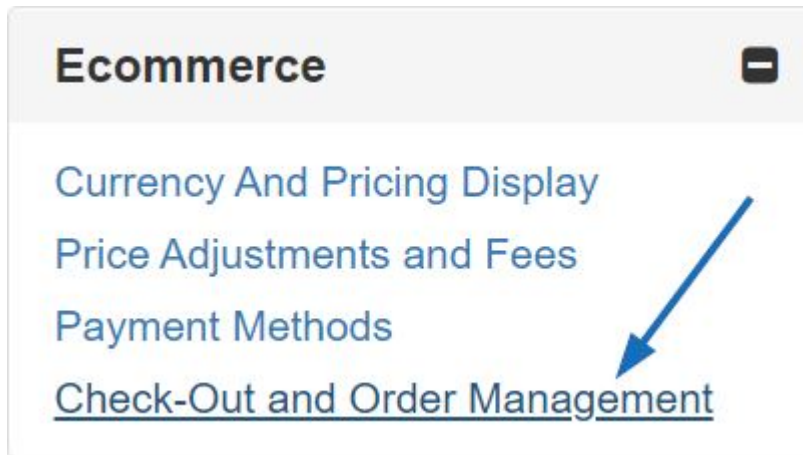 Ecommerce
Currency And Pricing Display
Price Adjustments and Fees
Payment Methods
Check-Out and Order Management